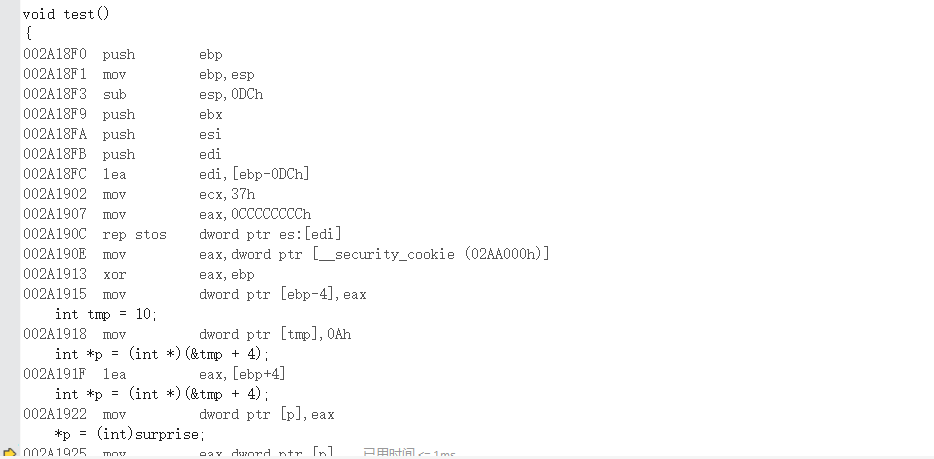 void test()
{
002A18F0 push ebp
002A18F1 mov ebp,esp
002A18F3 sub esp,0DCh
002A18F9 push ebx
002A18FA push esi
002A18FB push edi
002A18FC lea edi,[ebp-0DCh]
002A1902 mov ecx,37h
002A1907 mov eax,0CCCCCCCCh
002A190C rep stos dword ptr es:[edi]
002A190E mov eax,dword ptr [__security_cookie (02AA000h)]
002A1913 xor eax,ebp
002A1915 mov dword ptr [ebp-4],eax
int tmp = 10;
002A1918 mov dword ptr [tmp],0Ah
int *p = (int *)(&tmp + 4);
002A191F lea eax,[ebp+4]
int *p = (int *)(&tmp + 4);
002A1922 mov dword ptr [p],eax
*p = (int)surprise;
002A1925 mov eax,dword ptr [p] 已用时间 <= 1ms